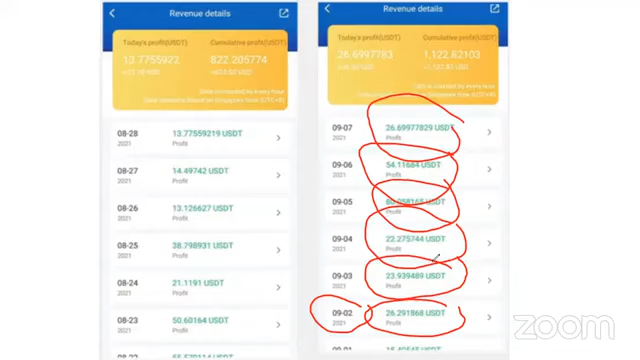 Revenue details
Today's profit(USDT) Cumulative profit(USDT)
13.7755922 822.205774
08-28 13.77559219 USDT
2021 Profit
08-27 14.49742 USDT
2021 Profit
08-26 13.126627 USDT
2021 Profit
08-25 38.798931 USDT
2021 Profit
08-24 21.1191 USDT
2021 Profit
08-23 50.60164 USDT
2021 Profit
Revenue details
Today's profit(USDT) Cumulative profit(USDT)
26.6997783 1,122.82103
09-07 26.69977829 USDT
2021 Profit
09-06 54.11684 USDT
2021 Profit
09-05 80.058165 USDT
2021 Profit
09-04 22.275744 USDT
2021 Profit
09-03 23.939489 USDT
2021 Profit
09-02 26.291868 USDT
2021 Profit
zoom